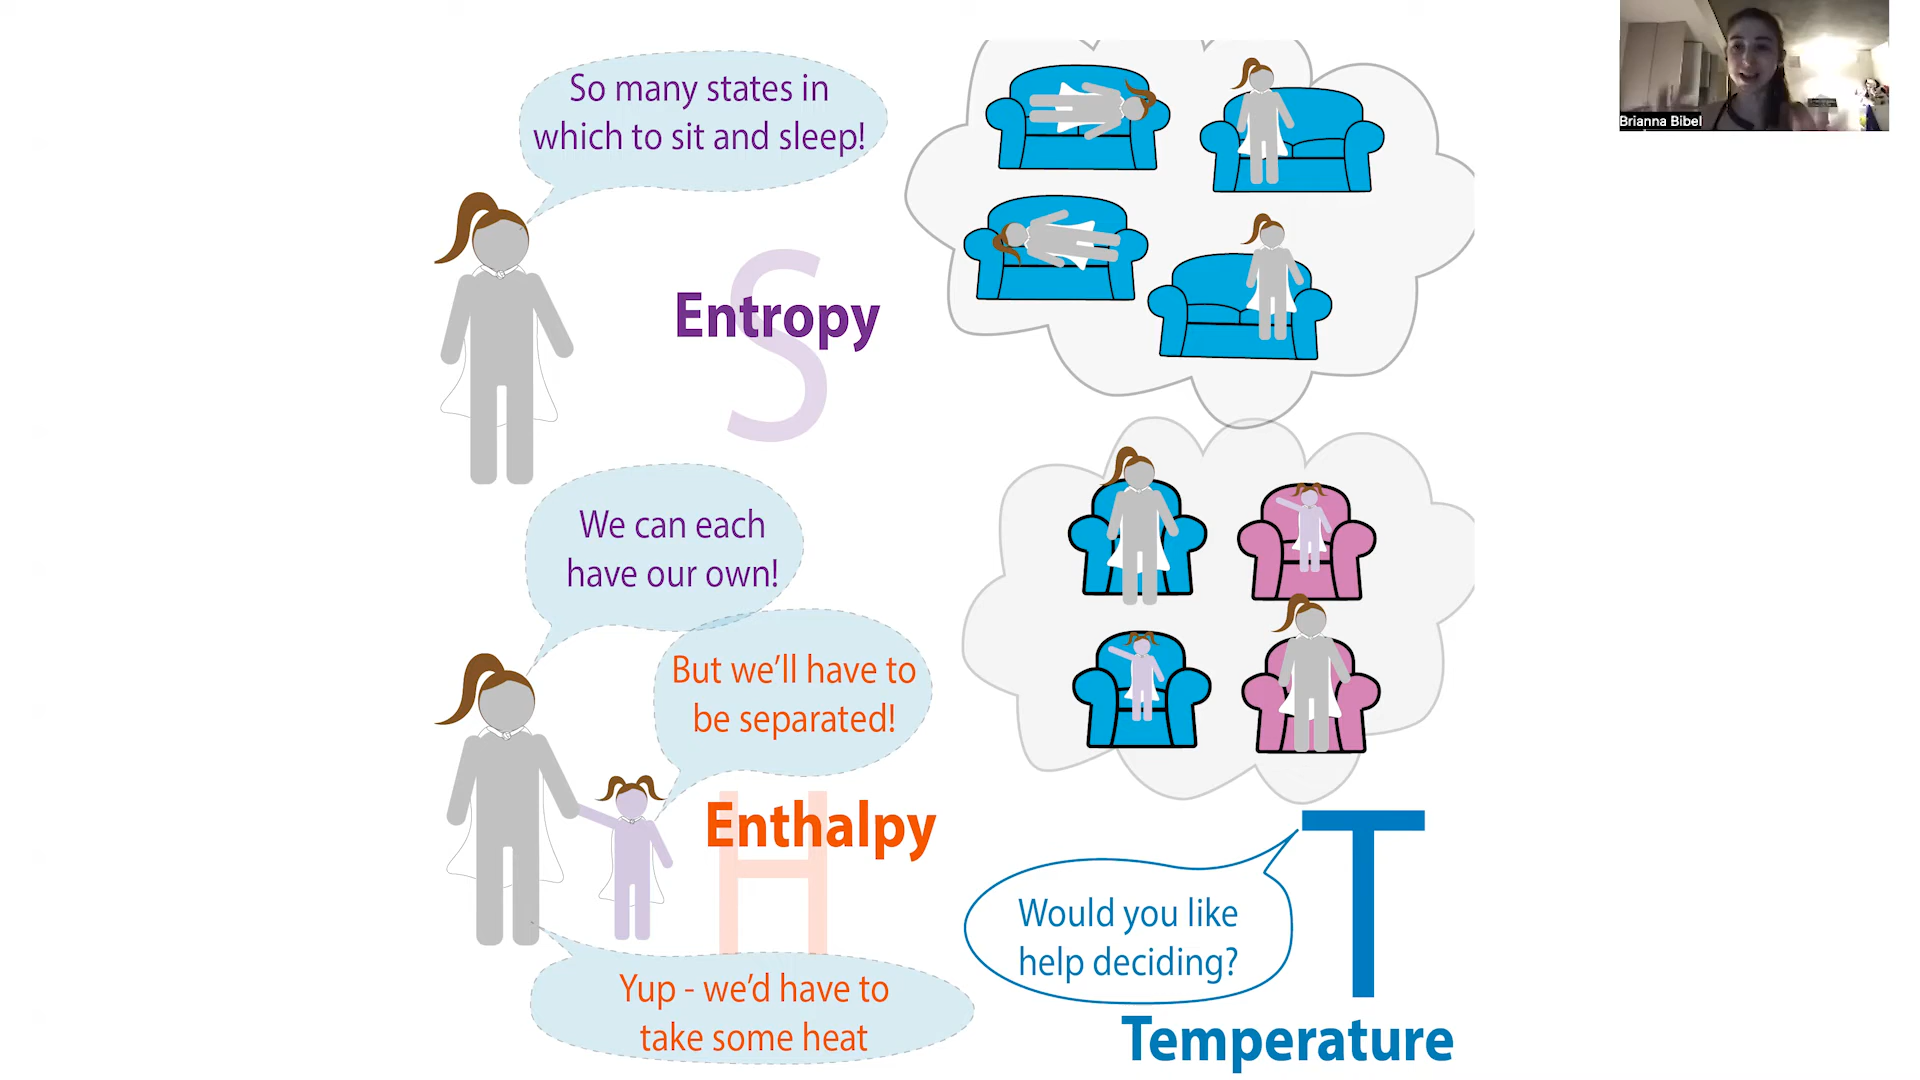 So many states in
which to sit and sleep!
S
Entropy
We can each
have our own!
But we'll have to
be separated!
H
Enthalpy
Yup - we'd have to
take some heat
T
Would you like
help deciding?
Temperature
Brianna Bibel